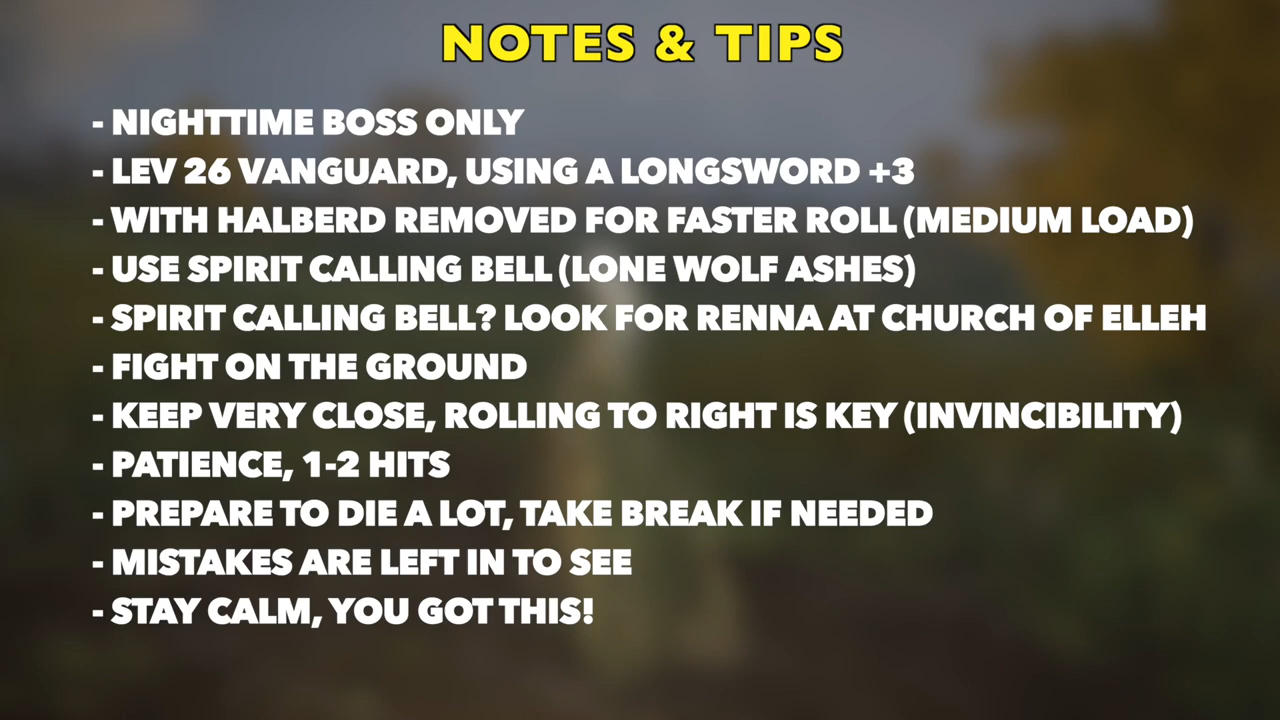 NOTES & TIPS
- NIGHTTIME BOSS ONLY
- LEV 26 VANGUARD, USING A LONGSWORD +3
- WITH HALBERD REMOVED FOR FASTER ROLL (MEDIUM LOAD)
- USE SPIRIT CALLING BELL (LONE WOLF ASHES)
- SPIRIT CALLING BELL? LOOK FOR RENNA AT CHURCH OF ELLEH
- FIGHT ON THE GROUND
- KEEP VERY CLOSE, ROLLING TO RIGHT IS KEY (INVINCIBILITY)
- PATIENCE, 1-2 HITS
- PREPARE TO DIE A LOT, TAKE BREAK IF NEEDED
- MISTAKES ARE LEFT IN TO SEE
- STAY CALM, YOU GOT THIS!